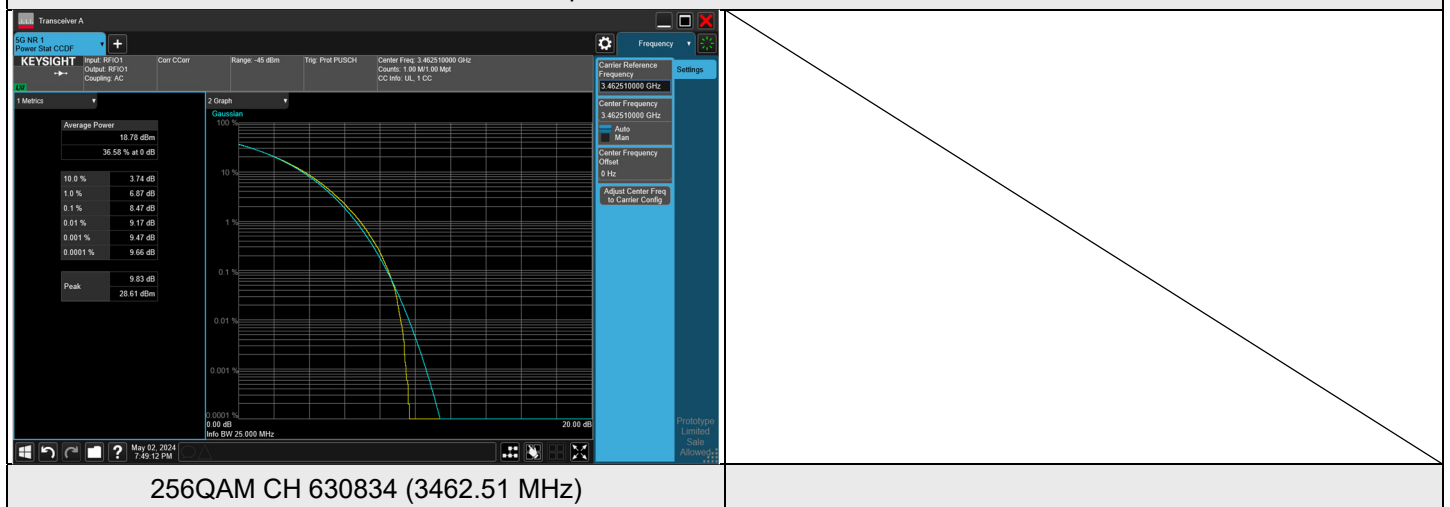 Transceiver A
5G NR 1
Power Stat CCDF
+
Frequency
KEYSIGHT
Input: RFIO1
Output: RFIO1
Coupling: AC
Corr CCorr
Range: -45 dBm
Trig: Prot PUSCH
Center Freq: 3.462510000 GHz
Counts: 1.00 M/1.00 Mpt
CC Info: UL, 1 CC
LXI
Carrier Reference
Frequency
3.462510000 GHz
Settings
Center Frequency
3.462510000 GHz
Auto
Man
Center Frequency
Offset
0 Hz
Adjust Center Freq
to Carrier Config
1 Metrics
Average Power
18.78 dBm
36.58 % at 0 dB
10.0 % 3.74 dB
1.0 % 6.87 dB
0.1 % 8.47 dB
0.01 % 9.17 dB
0.001 % 9.47 dB
0.0001 % 9.66 dB
Peak
9.83 dB
28.61 dBm
2 Graph
Gaussian
100 %
10 %
1 %
0.1 %
0.01 %
0.001 %
0.0001 %
0.00 dB 20.00 dB
Info BW 25.000 MHz
Prototype
Limited
Sale
Allowed
? May 02, 2024
7:49:12 PM
256QAM CH 630834 (3462.51 MHz)